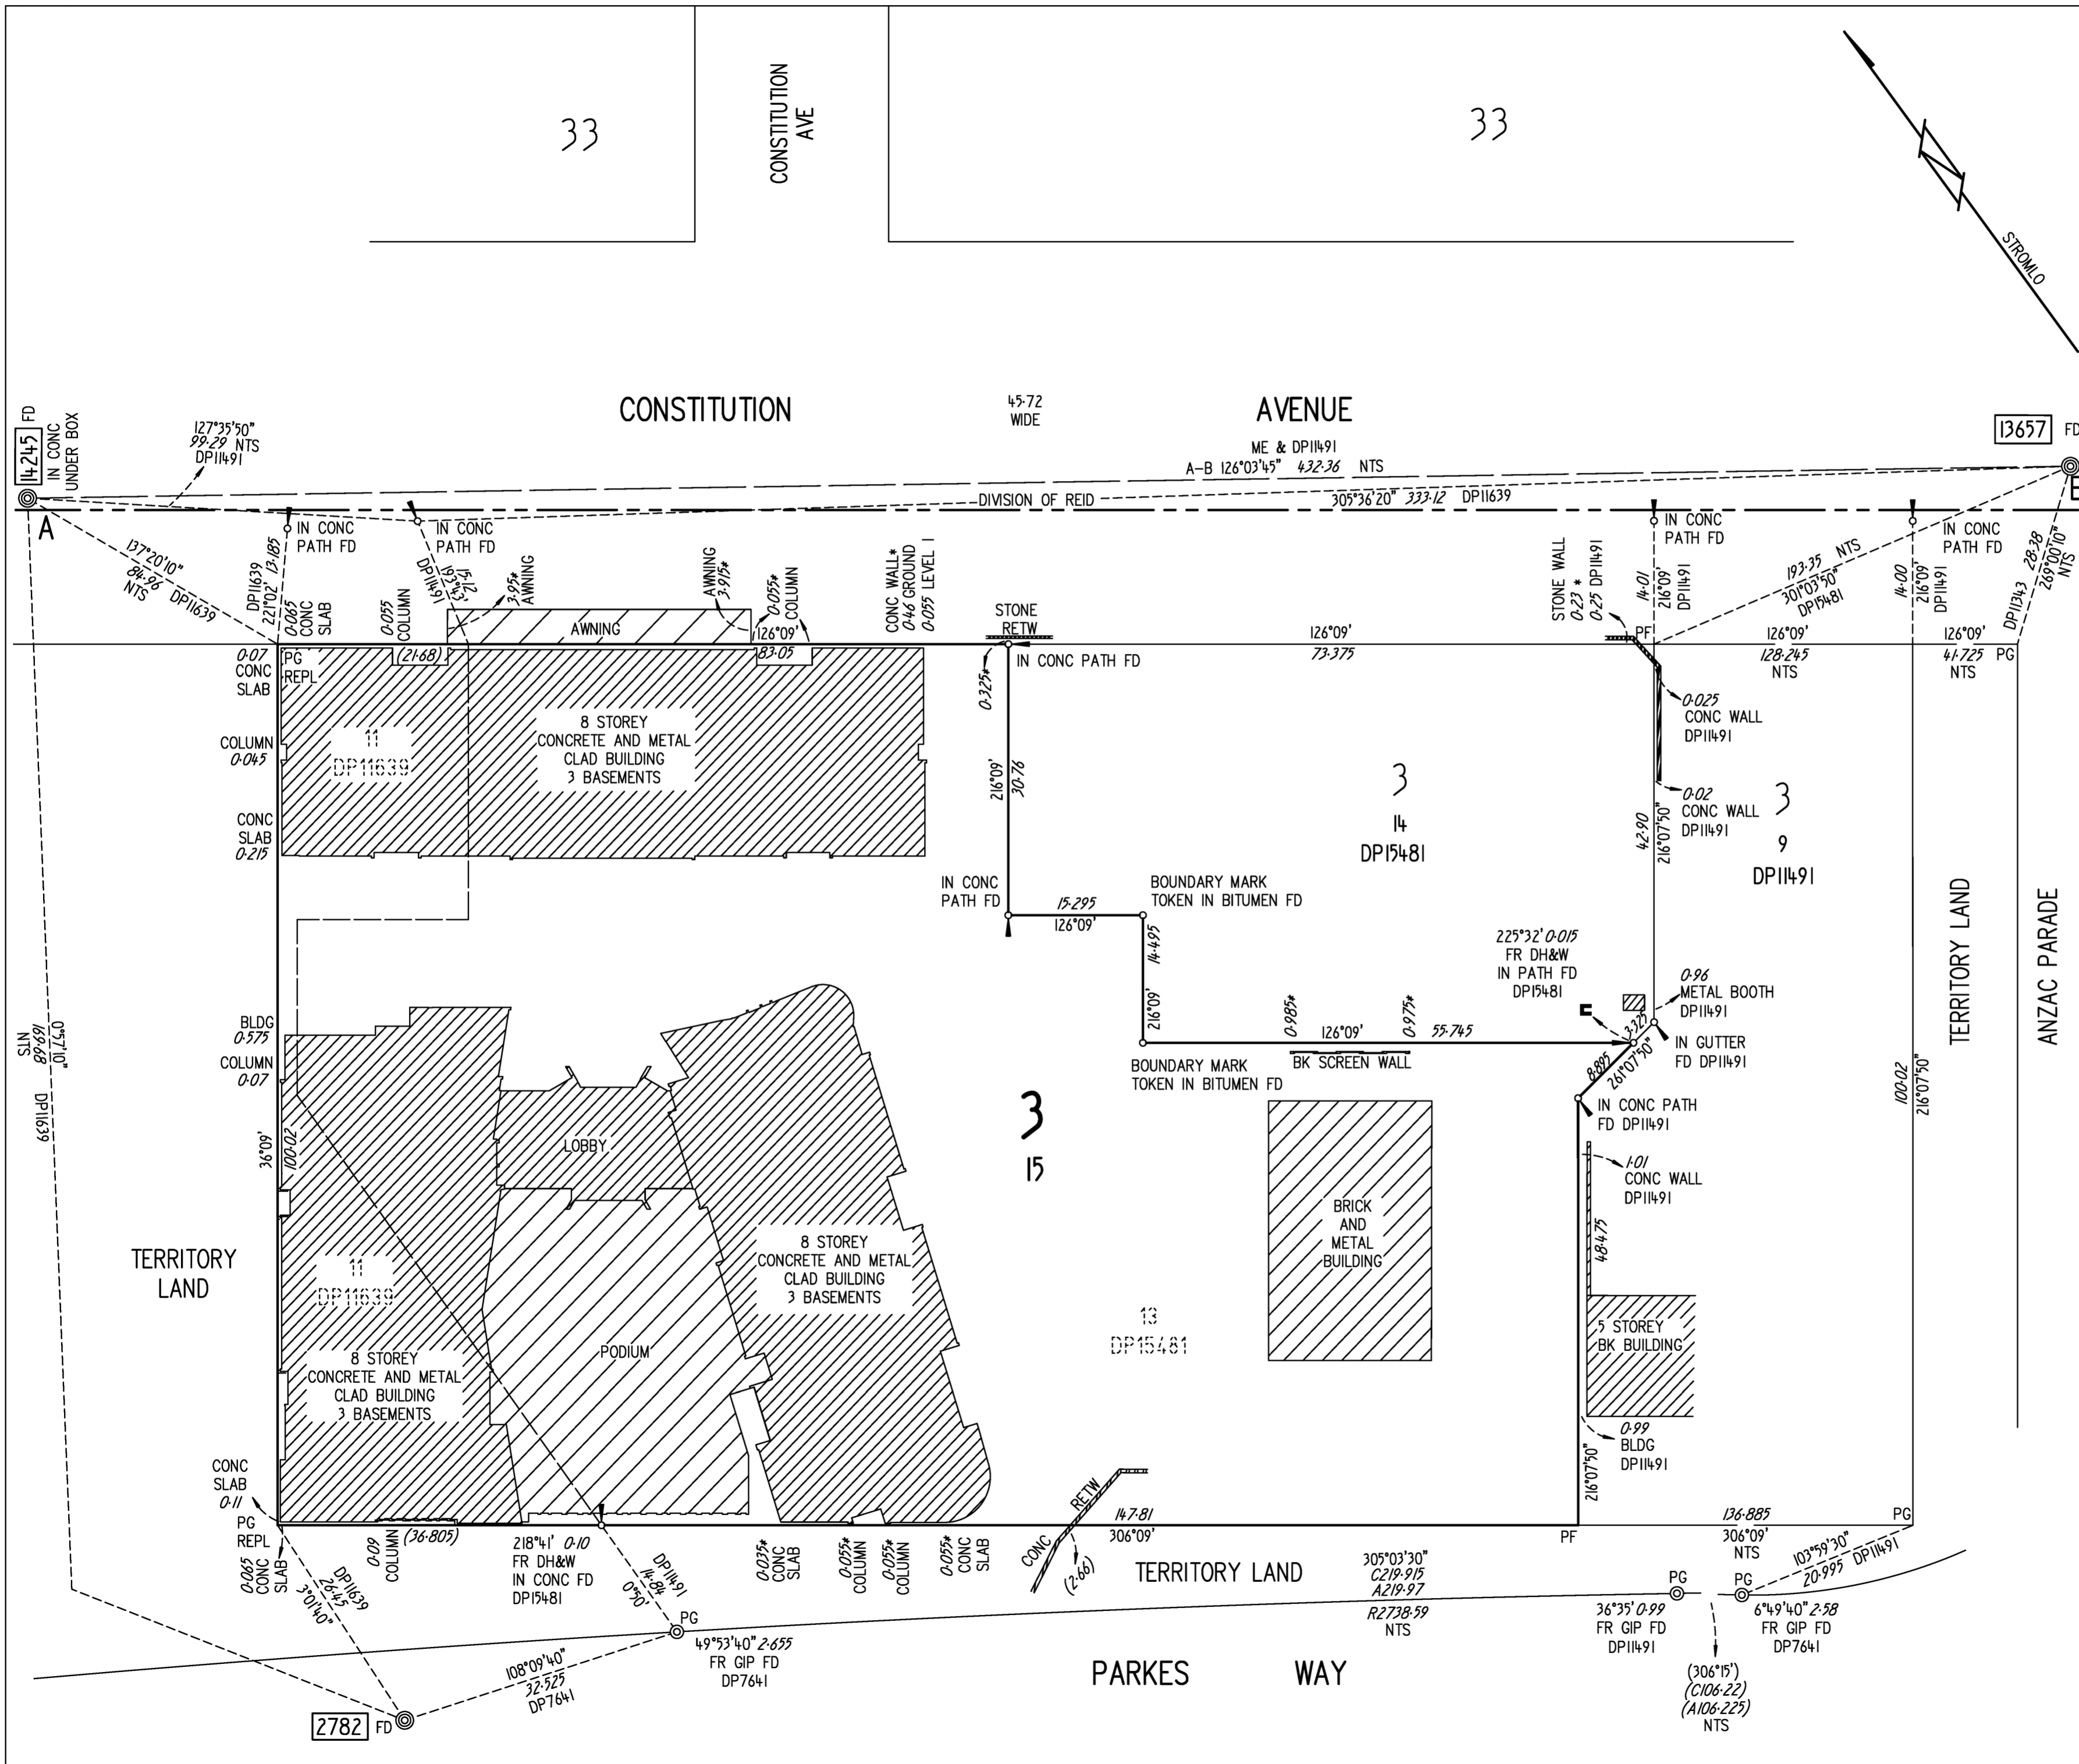 33
CONSTITUTION
AVE
33
STROMLO
CONSTITUTION
AVENUE
45·72
WIDE
ME & DP11491
A–B 126°03'45" 432·36 NTS
DIVISION OF REID
305°36'20" 333·12 DP11639
14245 FD
IN CONC
UNDER BOX
A
13657 FD
B
127°35'50"
99·29 NTS
DP11491
137°20'10"
84·96 DP11639
NTS
DP11639
221°02' 13·185
IN CONC
PATH FD
IN CONC
PATH FD
15·12
193°43'
DP11491
0·065
CONC
SLAB
0·055
COLUMN
3·95*
AWNING
AWNING
AWNING
3·915*
0·055*
COLUMN
CONC WALL*
0·46 GROUND
0·055 LEVEL 1
STONE
RETW
IN CONC PATH FD
0·325*
126°09'
83·05
(21·68)
126°09'
73·375
STONE WALL
0·23 *
0·25 DP11491
PF
14·01
216°09'
DP11491
IN CONC
PATH FD
193·35 NTS
301°03'50"
DP15481
14·00
216°09'
DP11491
IN CONC
PATH FD
DP11343 28·38
269°00'10"
NTS
126°09'
128·245
NTS
126°09'
41·725 PG
NTS
0·07
CONC
SLAB
PG
REPL
COLUMN
0·045
CONC
SLAB
0·215
11
DP11639
8 STOREY
CONCRETE AND METAL
CLAD BUILDING
3 BASEMENTS
216°09'
30·76
3
14
DP15481
0·025
CONC WALL
DP11491
0·02
CONC WALL
DP11491
42·90
216°07'50"
3
9
DP11491
IN CONC
PATH FD
15·295
126°09'
BOUNDARY MARK
TOKEN IN BITUMEN FD
14·495
216°09'
BOUNDARY MARK
TOKEN IN BITUMEN FD
0·985*
126°09'
0·975*
55·745
BK SCREEN WALL
225°32' 0·015
FR DH&W
IN PATH FD
DP15481
0·96
METAL BOOTH
DP11491
3·325
IN GUTTER
FD DP11491
8·895
261°07'50"
IN CONC PATH
FD DP11491
TERRITORY LAND
ANZAC PARADE
100·02
216°07'50"
0°57'10"
169·68 DP11639
NTS
BLDG
0·575
COLUMN
0·07
36°09'
100·02
LOBBY
3
15
1·01
CONC WALL
DP11491
48·475
BRICK
AND
METAL
BUILDING
TERRITORY
LAND
11
DP11639
8 STOREY
CONCRETE AND METAL
CLAD BUILDING
3 BASEMENTS
PODIUM
8 STOREY
CONCRETE AND METAL
CLAD BUILDING
3 BASEMENTS
13
DP15481
5 STOREY
BK BUILDING
0·99
BLDG
DP11491
216°07'50"
CONC
SLAB
0·11
PG
REPL
0·065
CONC
SLAB
0·09
COLUMN
(36·805)
218°41' 0·10
FR DH&W
IN CONC FD
DP15481
DP11639
26·45
3°01'40"
DP11491
14·84
0°50'
PG
0·035*
CONC
SLAB
0·055*
COLUMN
0·055*
COLUMN
0·055*
CONC
SLAB
CONC
RETW
(2·66)
147·81
306°09'
PF
136·885
306°09'
NTS
PG
TERRITORY LAND
305°03'30"
C219·915
A219·97
R2738·59
NTS
103°59'30"
20·995 DP11491
PG
PG
36°35' 0·99
FR GIP FD
DP11491
6°49'40" 2·58
FR GIP FD
DP7641
(306°15')
(C106·22)
(A106·225)
NTS
49°53'40" 2·655
FR GIP FD
DP7641
108°09'40"
32·525
DP7641
2782 FD
PARKES
WAY